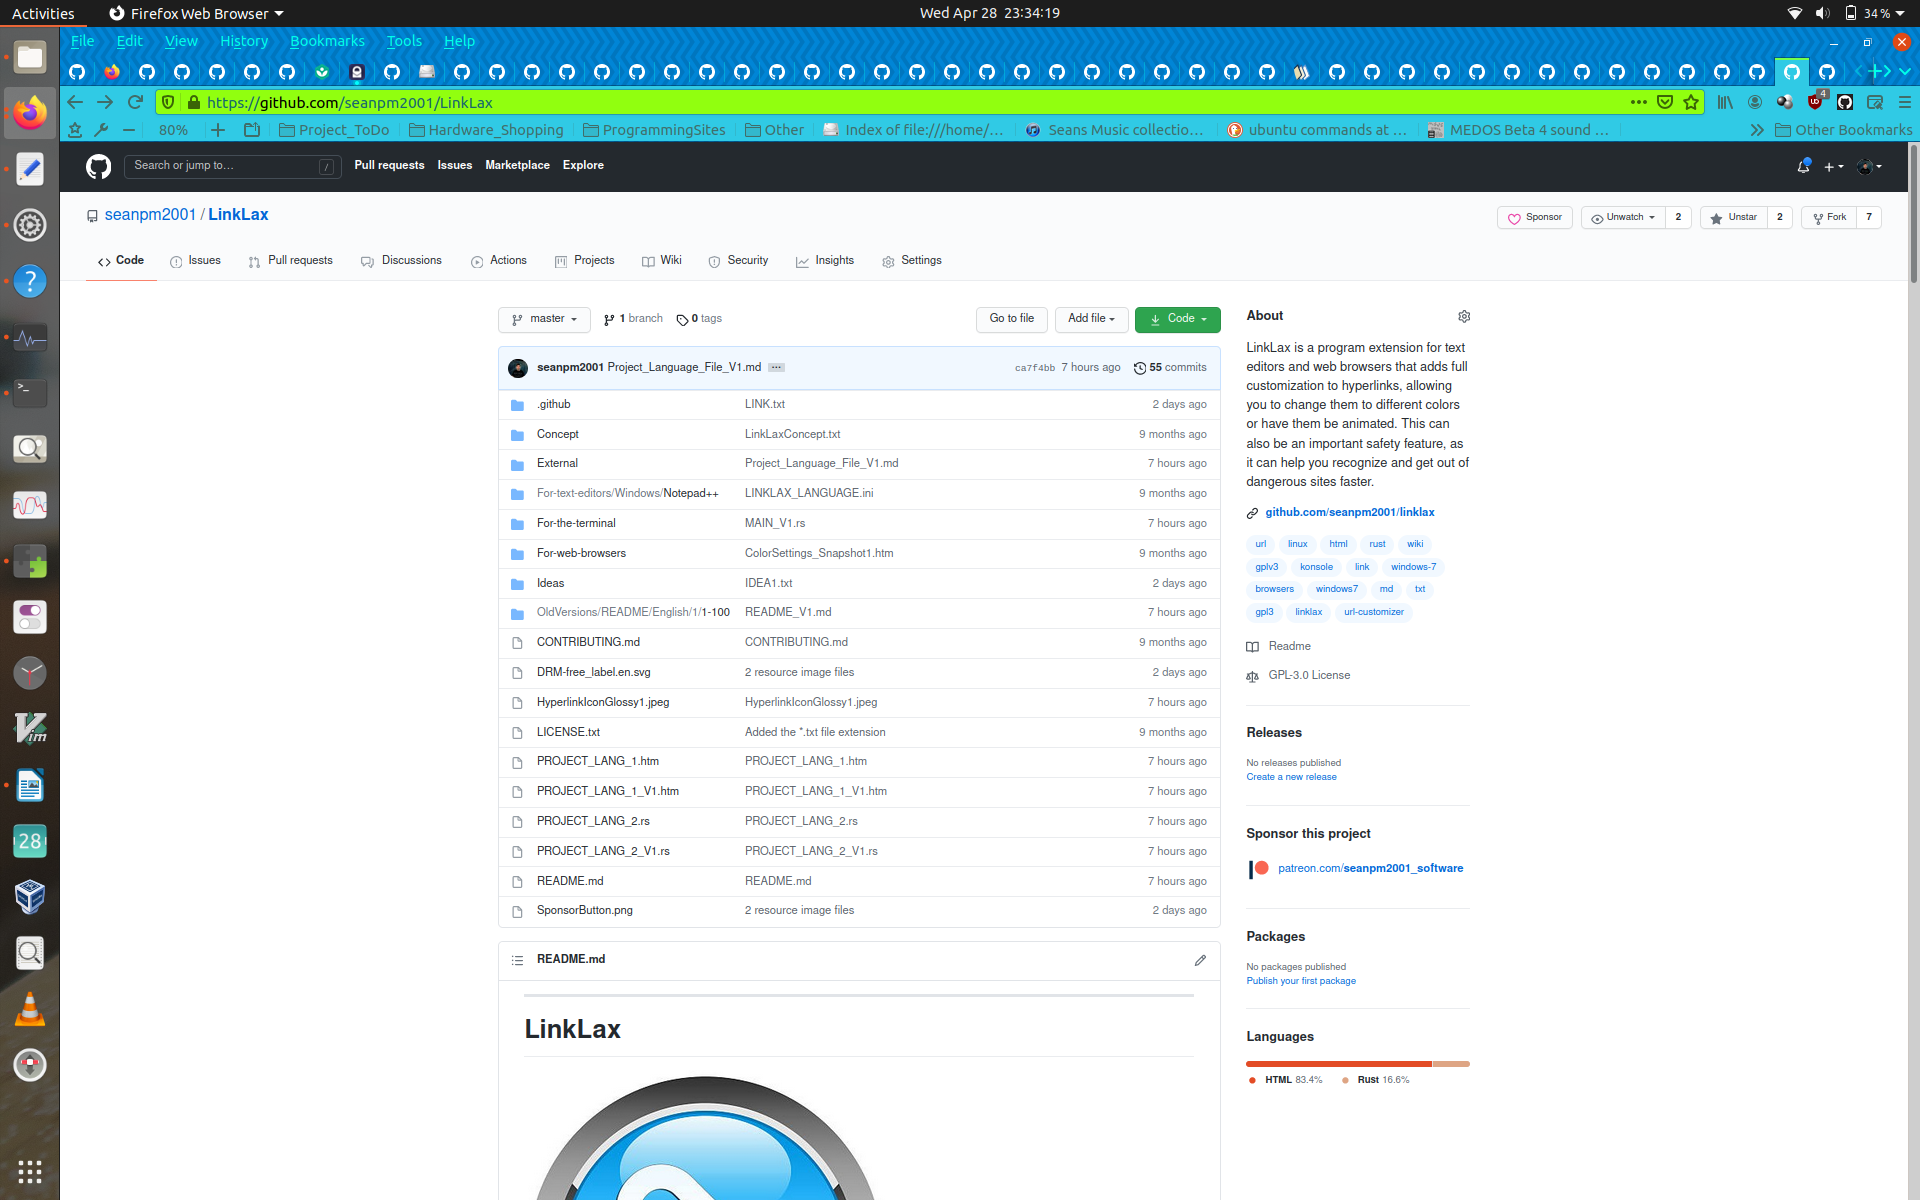 Activities Firefox Web Browser Wed Apr 28 23:34:19 34%
File Edit View History Bookmarks Tools Help
https://github.com/seanpm2001/LinkLax 4
80% Project_ToDo Hardware_Shopping ProgrammingSites Other Index of file:///home/... Seans Music collectio... ubuntu commands at ... MEDOS Beta 4 sound ... Other Bookmarks
Search or jump to... / Pull requests Issues Marketplace Explore
seanpm2001 / LinkLax Sponsor Unwatch 2 Unstar 2 Fork 7
Code Issues Pull requests Discussions Actions Projects Wiki Security Insights Settings
master 1 branch 0 tags Go to file Add file Code
seanpm2001 Project_Language_File_V1.md ... ca7f4bb 7 hours ago 55 commits
.github LINK.txt 2 days ago
Concept LinkLaxConcept.txt 9 months ago
External Project_Language_File_V1.md 7 hours ago
For-text-editors/Windows/Notepad++ LINKLAX_LANGUAGE.ini 9 months ago
For-the-terminal MAIN_V1.rs 7 hours ago
For-web-browsers ColorSettings_Snapshot1.htm 9 months ago
Ideas IDEA1.txt 2 days ago
OldVersions/README/English/1/1-100 README_V1.md 7 hours ago
CONTRIBUTING.md CONTRIBUTING.md 9 months ago
DRM-free_label.en.svg 2 resource image files 2 days ago
HyperlinkIconGlossy1.jpeg HyperlinkIconGlossy1.jpeg 7 hours ago
LICENSE.txt Added the *.txt file extension 9 months ago
PROJECT_LANG_1.htm PROJECT_LANG_1.htm 7 hours ago
PROJECT_LANG_1_V1.htm PROJECT_LANG_1_V1.htm 7 hours ago
PROJECT_LANG_2.rs PROJECT_LANG_2.rs 7 hours ago
PROJECT_LANG_2_V1.rs PROJECT_LANG_2_V1.rs 7 hours ago
README.md README.md 7 hours ago
SponsorButton.png 2 resource image files 2 days ago
README.md
LinkLax
About
LinkLax is a program extension for text
editors and web browsers that adds full
customization to hyperlinks, allowing
you to change them to different colors
or have them be animated. This can
also be an important safety feature, as
it can help you recognize and get out of
dangerous sites faster.
github.com/seanpm2001/linklax
url linux html rust wiki
gplv3 konsole link windows-7
browsers windows7 md txt
gpl3 linklax url-customizer
Readme
GPL-3.0 License
Releases
No releases published
Create a new release
Sponsor this project
patreon.com/seanpm2001_software
Packages
No packages published
Publish your first package
Languages
HTML 83.4% Rust 16.6%
28
Vim